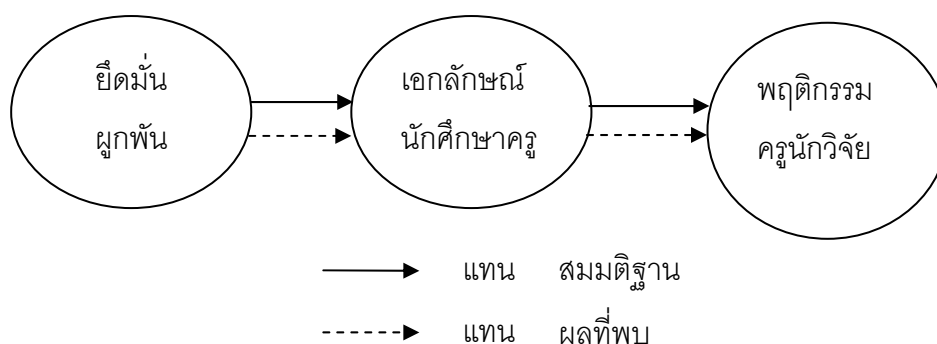 ยึดมั่น
ผูกพัน
เอกลักษณ์
นักศึกษาครู
พฤติกรรม
ครูนักวิจัย
แทน สมมติฐาน
แทน ผลที่พบ